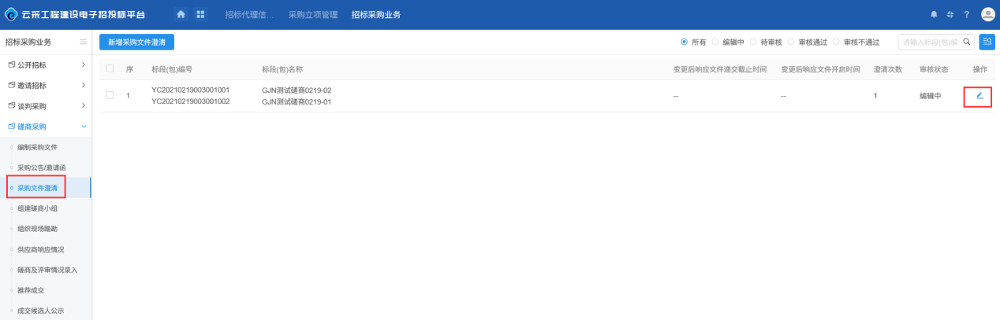 云采工程建设电子招投标平台 招标代理信... 采购立项管理 招标采购业务 ?
招标采购业务 新增采购文件澄清 所有 编辑中 待审核 审核通过 审核不通过 请输入标段(包)编
公开招标
邀请招标
谈判采购
磋商采购
编制采购文件
采购公告/邀请函
采购文件澄清
组建磋商小组
组织现场踏勘
供应商响应情况
磋商及评审情况录入
推荐成交
成交候选人公示
序 标段(包)编号 标段(包)名称 变更后响应文件递交截止时间 变更后响应文件开启时间 澄清次数 审核状态 操作
1 YC20210219003001001 GJN测试磋商0219-02 -- -- 1 编辑中
YC20210219003001002 GJN测试磋商0219-01